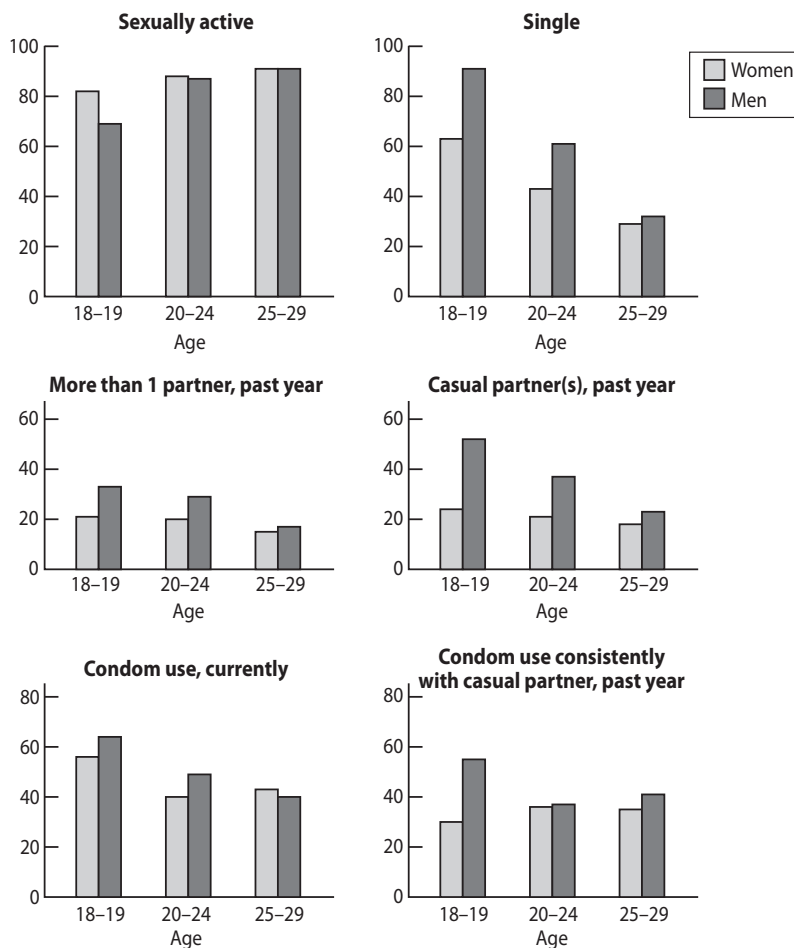 Sexually active
100
80
60
40
20
0
18–19 20–24 25–29
Age
Single
100
80
60
40
20
0
18–19 20–24 25–29
Age
Women
Men
More than 1 partner, past year
60
40
20
0
18–19 20–24 25–29
Age
Casual partner(s), past year
60
40
20
0
18–19 20–24 25–29
Age
Condom use, currently
80
60
40
20
0
18–19 20–24 25–29
Age
Condom use consistently
with casual partner, past year
80
60
40
20
0
18–19 20–24 25–29
Age